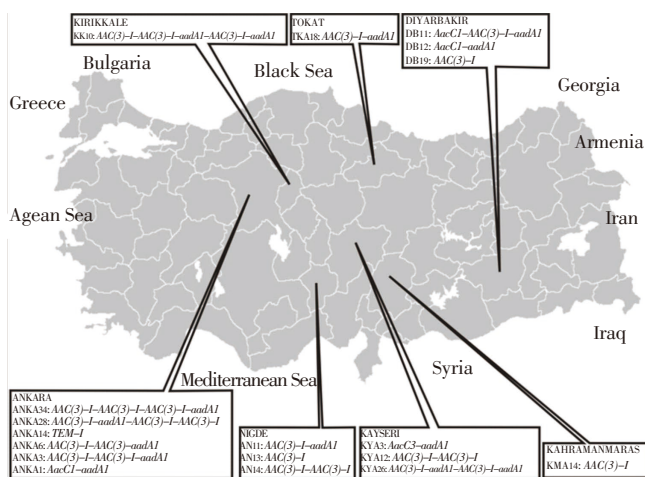 KIRIKKALE
KK10: AAC(3)-I-AAC(3)-I-aadA1-AAC(3)-I-aadA1
TOKAT
TKA18: AAC(3)-I-aadA1
DIYARBAKIR
DB11: AacC1-AAC(3)-I-aadA1
DB12: AacC1-aadA1
DB19: AAC(3)-I
Bulgaria
Black Sea
Georgia
Greece
Armenia
Agean Sea
Iran
Iraq
Syria
Mediterranean Sea
ANKARA
ANKA34: AAC(3)-I-AAC(3)-I-AAC(3)-I-aadA1
ANKA28: AAC(3)-I-aadA1-AAC(3)-I-AAC(3)-I
ANKA14: TEM-I
ANKA6: AAC(3)-I-AAC(3)-aadA1
ANKA3: AAC(3)-I-AAC(3)-I-aadA1
ANKA1: AacC1-aadA1
NIGDE
AN11: AAC(3)-I-aadA1
AN13: AAC(3)-I
AN14: AAC(3)-I-AAC(3)-I
KAYSERI
KYA3: AacC3-aadA1
KYA12: AAC(3)-I-AAC(3)-I
KYA26: AAC(3)-I-aadA1-AAC(3)-I-aadA1
KAHRAMANMARAS
KMA14: AAC(3)-I